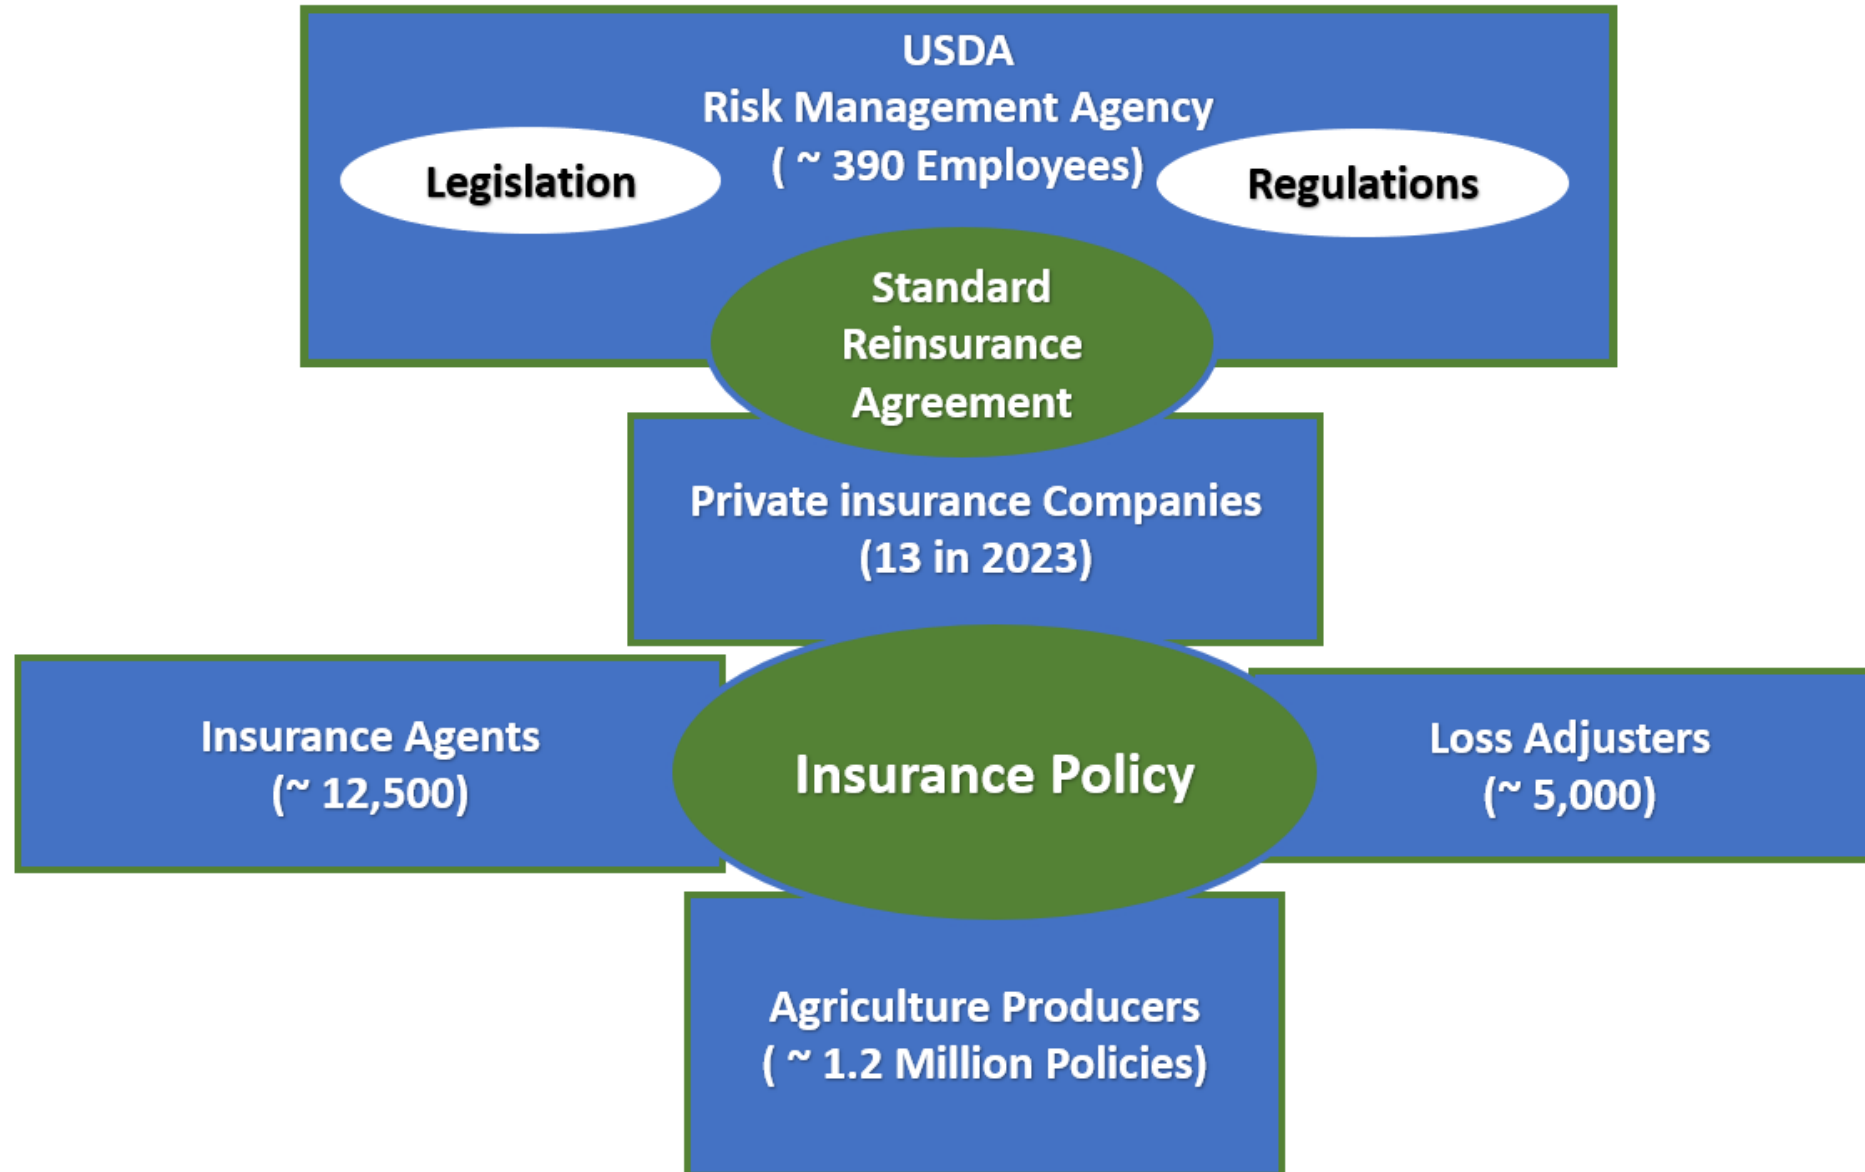 USDA
Risk Management Agency
( ~ 390 Employees)
Legislation
Regulations
Standard
Reinsurance
Agreement
Private insurance Companies
(13 in 2023)
Insurance Agents
(~ 12,500)
Insurance Policy
Loss Adjusters
(~ 5,000)
Agriculture Producers
( ~ 1.2 Million Policies)